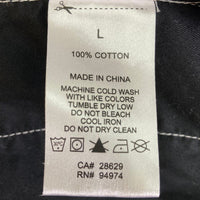 L
100% COTTON
MADE IN CHINA
MACHINE COLD WASH
WITH LIKE COLORS
TUMBLE DRY LOW
DO NOT BLEACH
COOL IRON
DO NOT DRY CLEAN
CA# 28629
RN# 94974